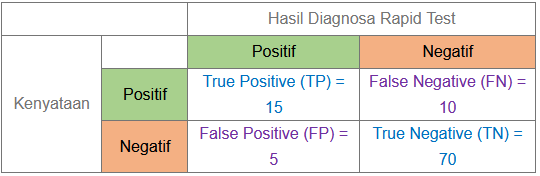 Hasil Diagnosa Rapid Test
Positif
Negatif
Kenyataan
Positif
True Positive (TP) =
15
False Negative (FN) =
10
Negatif
False Positive (FP) =
5
True Negative (TN) =
70